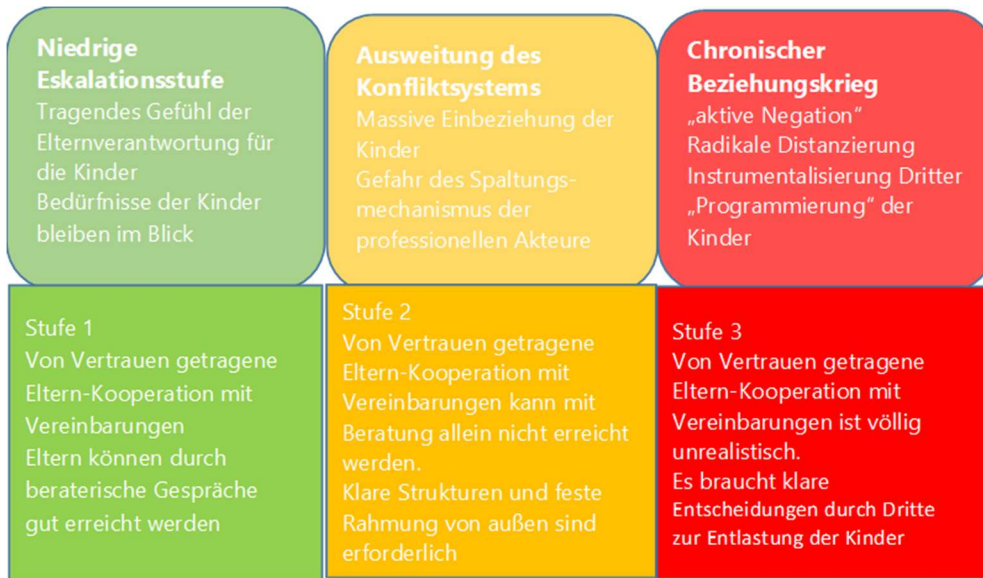 Niedrige
Eskalationsstufe
Tragendes Gefühl der
Elternverantwortung für
die Kinder
Bedürfnisse der Kinder
bleiben im Blick
Ausweitung des
Konfliktsystems
Massive Einbeziehung der
Kinder
Gefahr des Spaltungs-
mechanismus der
professionellen Akteure
Chronischer
Beziehungskrieg
„aktive Negation“
Radikale Distanzierung
Instrumentalisierung Dritter
„Programmierung“ der
Kinder
Stufe 1
Von Vertrauen getragene
Eltern-Kooperation mit
Vereinbarungen
Eltern können durch
beraterische Gespräche
gut erreicht werden
Stufe 2
Von Vertrauen getragene
Eltern-Kooperation mit
Vereinbarungen kann mit
Beratung allein nicht erreicht
werden.
Klare Strukturen und feste
Rahmung von außen sind
erforderlich
Stufe 3
Von Vertrauen getragene
Eltern-Kooperation mit
Vereinbarungen ist völlig
unrealistisch.
Es braucht klare
Entscheidungen durch Dritte
zur Entlastung der Kinder